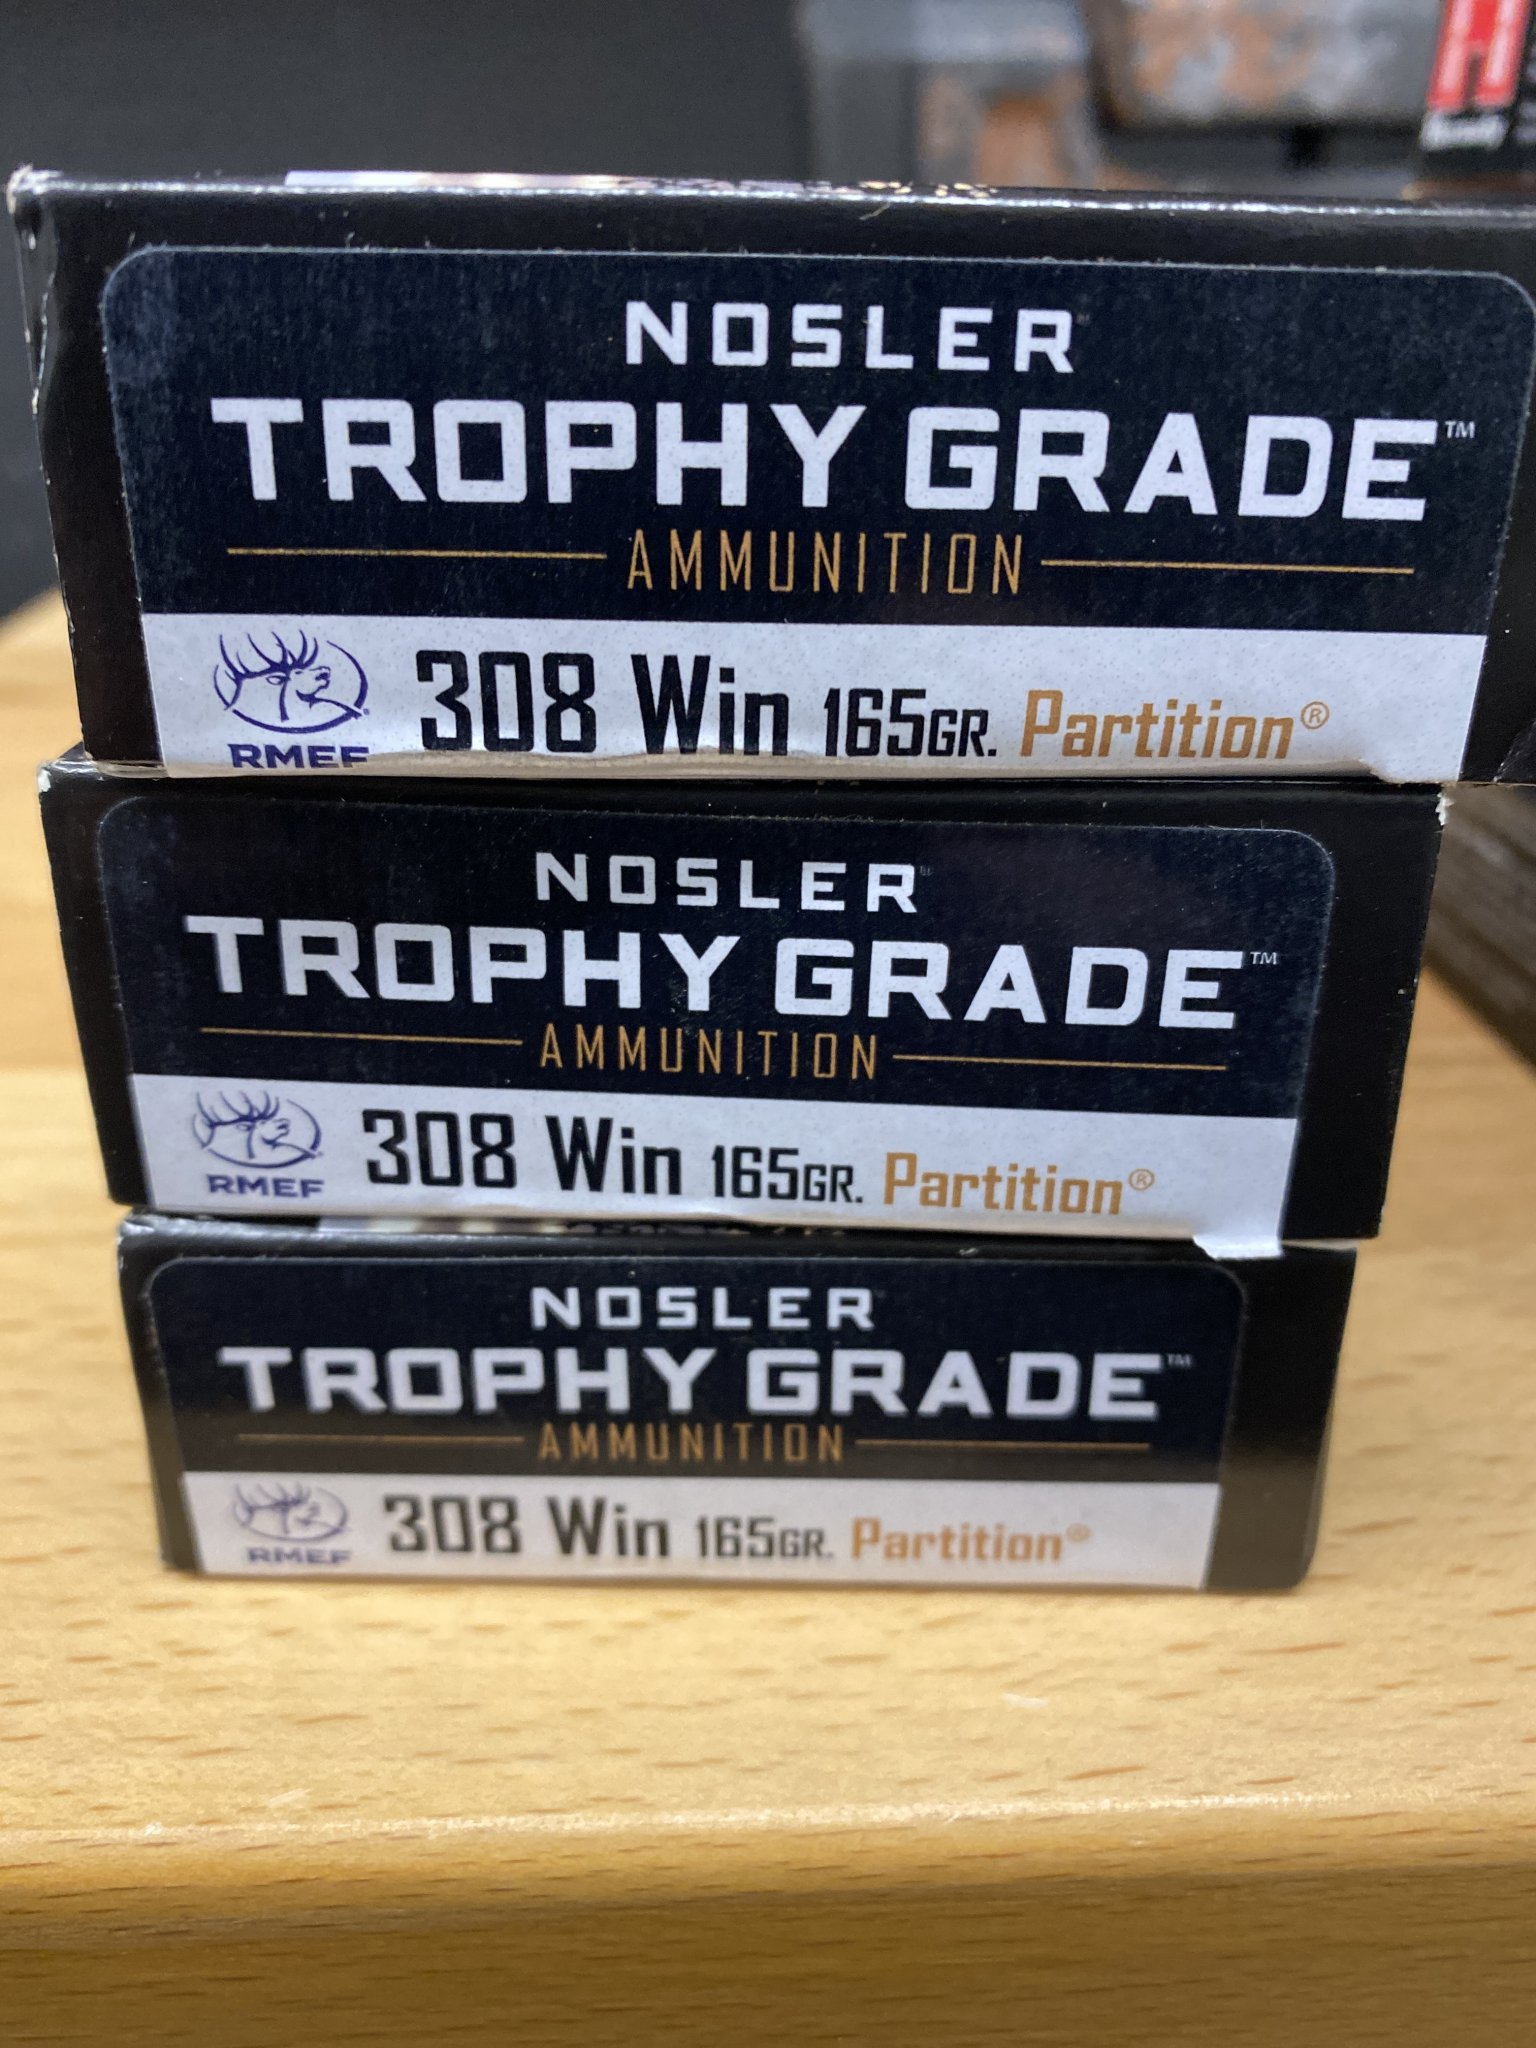 NOSLER
TROPHY GRADE™
AMMUNITION
RMEF 308 Win 165GR. Partition®
NOSLER
TROPHY GRADE™
AMMUNITION
RMEF 308 Win 165GR. Partition®
NOSLER
TROPHY GRADE™
AMMUNITION
RMEF 308 Win 165GR. Partition®